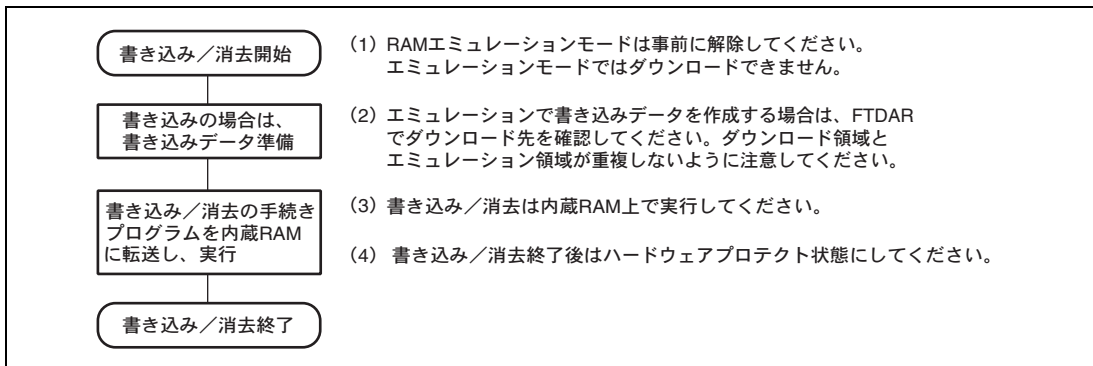 書き込み／消去開始
書き込みの場合は、
書き込みデータ準備
書き込み／消去の手続き
プログラムを内蔵RAM
に転送し、実行
書き込み／消去終了
(1) RAMエミュレーションモードは事前に解除してください。
エミュレーションモードではダウンロードできません。
(2) エミュレーションで書き込みデータを作成する場合は、FTDAR
でダウンロード先を確認してください。ダウンロード領域と
エミュレーション領域が重複しないように注意してください。
(3) 書き込み／消去は内蔵RAM上で実行してください。
(4) 書き込み／消去終了後はハードウェアプロテクト状態にしてください。